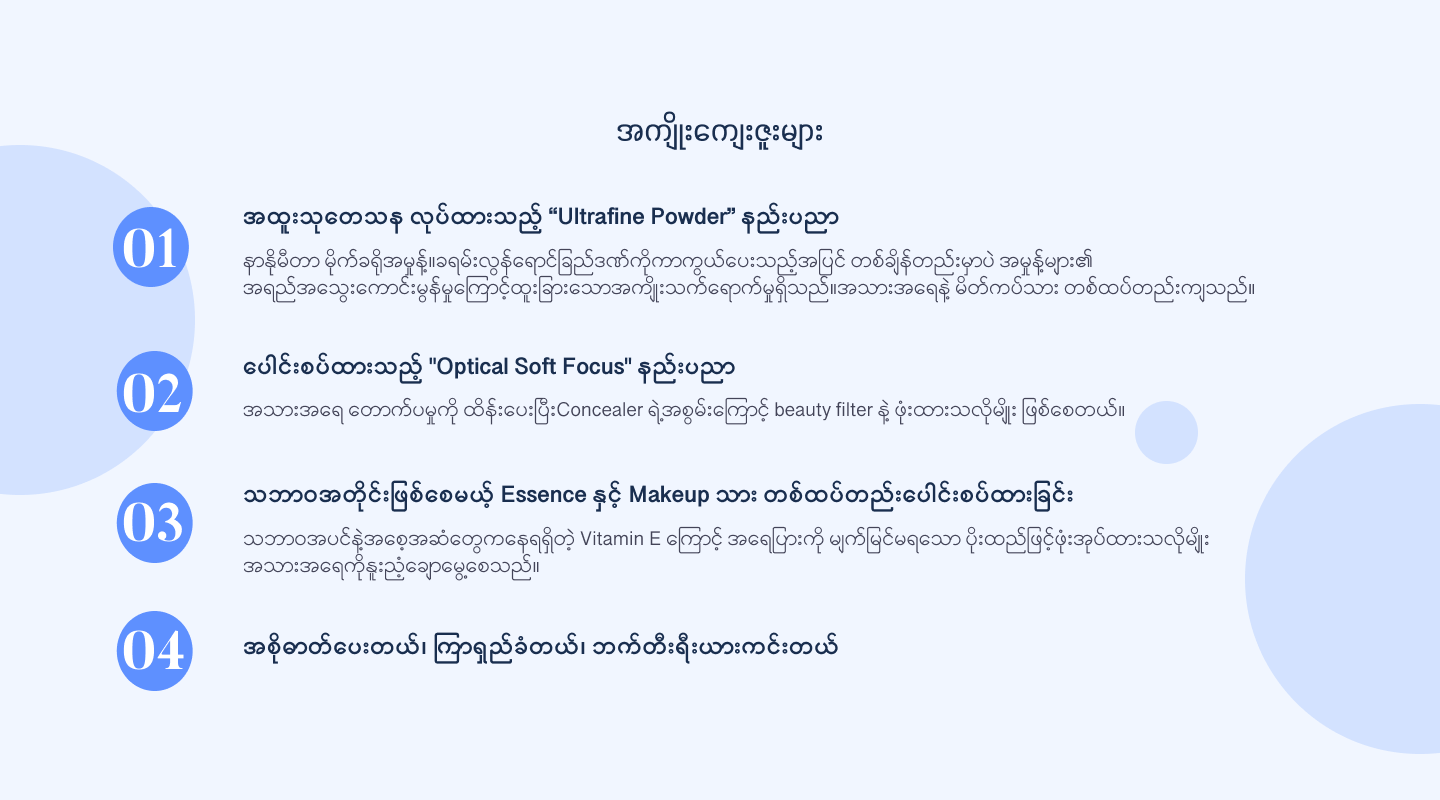 အကျိုးကျေးဇူးများ
01
အထူးသုတေသန လုပ်ထားသည့် “Ultrafine Powder” နည်းပညာ
နာနိုမီတာ မိုက်ခရိုအမှုန့်။ခရမ်းလွန်ရောင်ခြည်ဒဏ်ကိုကာကွယ်ပေးသည့်အပြင် တစ်ချိန်တည်းမှာပဲ အမှုန့်များ၏
အရည်အသွေးကောင်းမွန်မှုကြောင့်ထူးခြားသောအကျိုးသက်ရောက်မှုရှိသည်။အသားအရေနဲ့ မိတ်ကပ်သား တစ်ထပ်တည်းကျသည်။
02
ပေါင်းစပ်ထားသည့် "Optical Soft Focus" နည်းပညာ
အသားအရေ တောက်ပမှုကို ထိန်းပေးပြီးConcealer ရဲ့အစွမ်းကြောင့် beauty filter နဲ့ ဖုံးထားသလိုမျိုး ဖြစ်စေတယ်။
03
သဘာဝအတိုင်းဖြစ်စေမယ့် Essence နှင့် Makeup သား တစ်ထပ်တည်းပေါင်းစပ်ထားခြင်း
သဘာဝအပင်နဲ့အစေ့အဆံတွေကနေရရှိတဲ့ Vitamin E ကြောင့် အရေပြားကို မျက်မြင်မရသော ပိုးထည်ဖြင့်ဖုံးအုပ်ထားသလိုမျိုး
အသားအရေကိုနူးညံ့ချောမွေ့စေသည်။
04
အစိုဓာတ်ပေးတယ်၊ ကြာရှည်ခံတယ်၊ ဘက်တီးရီးယားကင်းတယ်